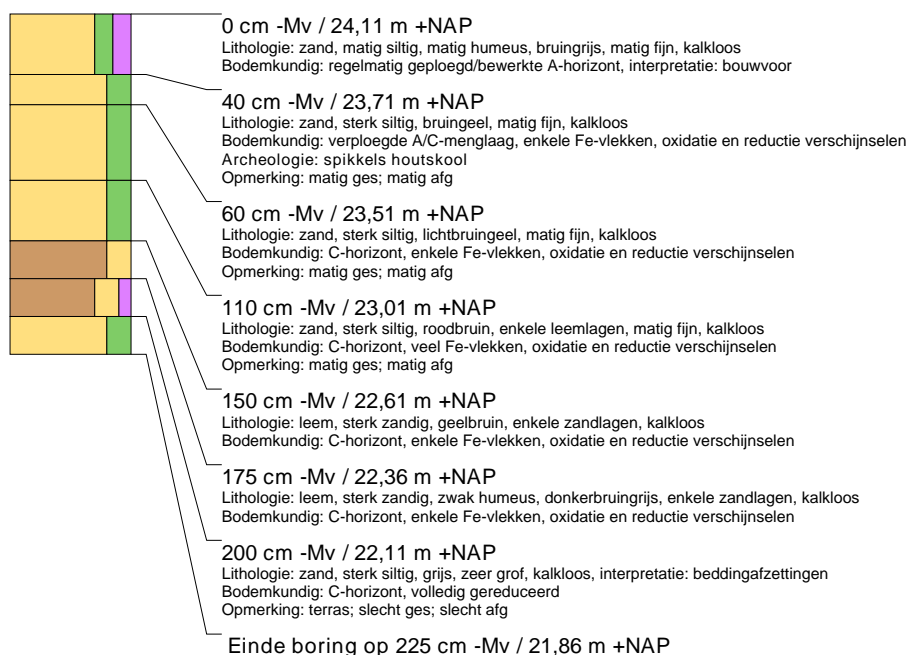 0 cm -Mv / 24,11 m +NAP
Lithologie: zand, matig siltig, matig humeus, bruingrijs, matig fijn, kalkloos
Bodemkundig: regelmatig geploegd/bewerkte A-horizont, interpretatie: bouwvoor
40 cm -Mv / 23,71 m +NAP
Lithologie: zand, sterk siltig, bruingeel, matig fijn, kalkloos
Bodemkundig: verploegde A/C-menglaag, enkele Fe-vlekken, oxidatie en reductie verschijnselen
Archeologie: spikkels houtskool
Opmerking: matig ges; matig afg
60 cm -Mv / 23,51 m +NAP
Lithologie: zand, sterk siltig, lichtbruingeel, matig fijn, kalkloos
Bodemkundig: C-horizont, enkele Fe-vlekken, oxidatie en reductie verschijnselen
Opmerking: matig ges; matig afg
110 cm -Mv / 23,01 m +NAP
Lithologie: zand, sterk siltig, roodbruin, enkele leemlagen, matig fijn, kalkloos
Bodemkundig: C-horizont, veel Fe-vlekken, oxidatie en reductie verschijnselen
Opmerking: matig ges; matig afg
150 cm -Mv / 22,61 m +NAP
Lithologie: leem, sterk zandig, geelbruin, enkele zandlagen, kalkloos
Bodemkundig: C-horizont, enkele Fe-vlekken, oxidatie en reductie verschijnselen
175 cm -Mv / 22,36 m +NAP
Lithologie: leem, sterk zandig, zwak humeus, donkerbruingrijs, enkele zandlagen, kalkloos
Bodemkundig: C-horizont, enkele Fe-vlekken, oxidatie en reductie verschijnselen
200 cm -Mv / 22,11 m +NAP
Lithologie: zand, sterk siltig, grijs, zeer grof, kalkloos, interpretatie: beddingafzettingen
Bodemkundig: C-horizont, volledig gereduceerd
Opmerking: terras; slecht ges; slecht afg
Einde boring op 225 cm -Mv / 21,86 m +NAP